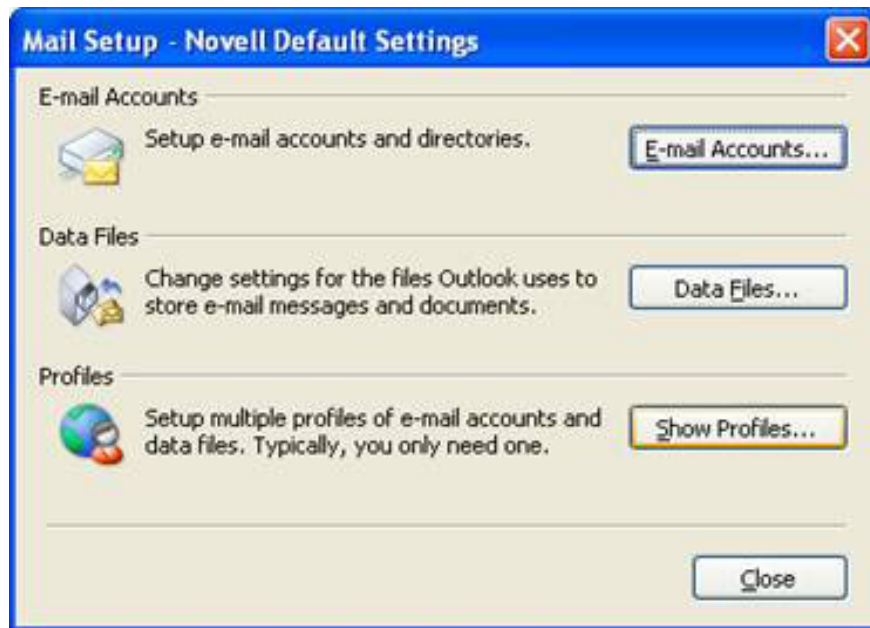 Mail Setup - Novell Default Settings
E-mail Accounts
Setup e-mail accounts and directories.
E-mail Accounts...
Data Files
Change settings for the files Outlook uses to
store e-mail messages and documents.
Data Files...
Profiles
Setup multiple profiles of e-mail accounts and
data files. Typically, you only need one.
Show Profiles...
Close